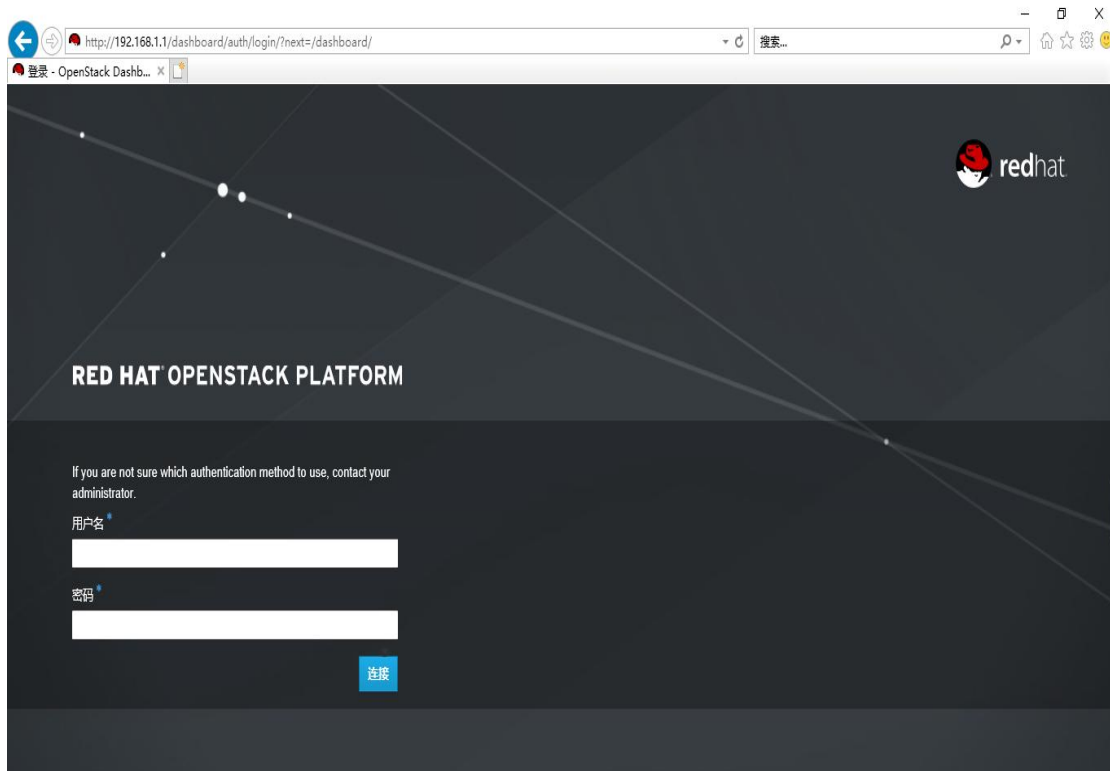 http://192.168.1.1/dashboard/auth/login/?next=/dashboard/
搜索...
登录 - OpenStack Dashb...
redhat.
RED HAT® OPENSTACK PLATFORM
If you are not sure which authentication method to use, contact your
administrator.
用户名 *
密码 *
连接